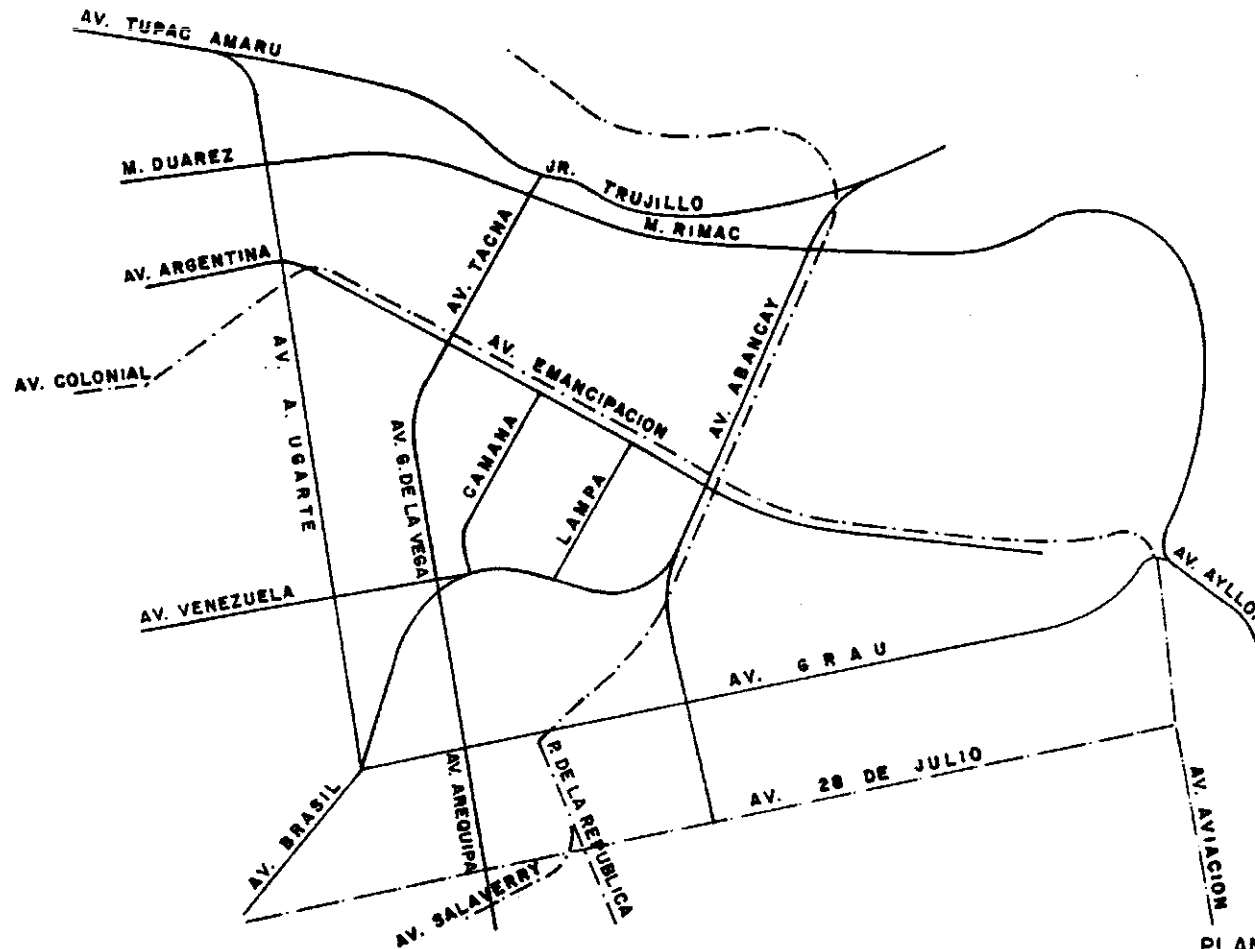 AV. TUPAC AMARU
M. DUAREZ
JR. TRUJILLO
M. RIMAC
AV. ARGENTINA
AV. TACNA
AV. COLONIAL
AV. A. UGARTE
AV. EMANCIPACION
AV. ABANCAY
AV. G. DE LA VEGA
CAMANA
LAMPA
AV. VENEZUELA
AV. AYLLO
AV. GRAU
AV. BRASIL
AV. AREQUIPA
P. DE LA REPUBLICA
AV. 28 DE JULIO
AV. SALAVERRY
AV. AVIACION